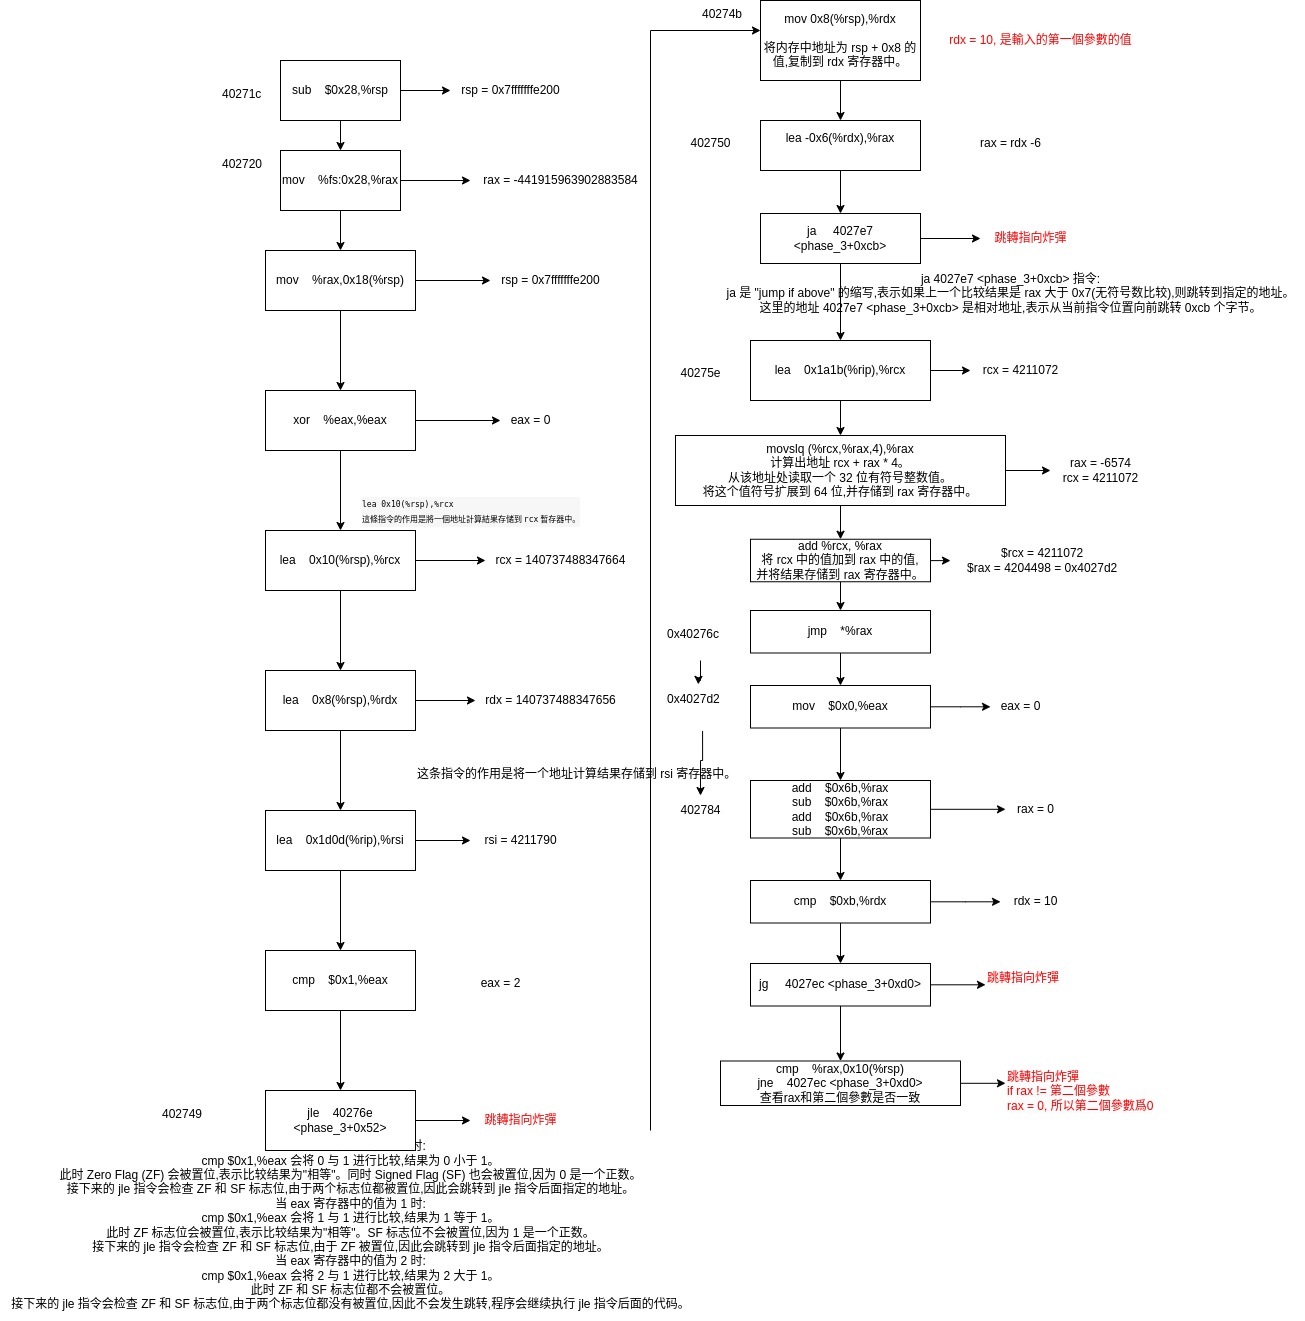 40271c
sub    $0x28,%rsp
rsp = 0x7fffffffe200
402720
mov    %fs:0x28,%rax
rax = -441915963902883584
mov    %rax,0x18(%rsp)
rsp = 0x7fffffffe200
xor    %eax,%eax
eax = 0
lea 0x10(%rsp),%rcx
這條指令的作用是將一個地址計算結果存儲到 rcx 暫存器中。
lea    0x10(%rsp),%rcx
rcx = 140737488347664
lea    0x8(%rsp),%rdx
rdx = 140737488347656
这条指令的作用是将一个地址计算结果存储到 rsi 寄存器中。
lea    0x1d0d(%rip),%rsi
rsi = 4211790
cmp    $0x1,%eax
eax = 2
402749
jle    40276e
<phase_3+0x52>
跳轉指向炸彈
时:
cmp $0x1,%eax 会将 0 与 1 进行比较,结果为 0 小于 1。
此时 Zero Flag (ZF) 会被置位,表示比较结果为"相等"。同时 Signed Flag (SF) 也会被置位,因为 0 是一个正数。
接下来的 jle 指令会检查 ZF 和 SF 标志位,由于两个标志位都被置位,因此会跳转到 jle 指令后面指定的地址。
当 eax 寄存器中的值为 1 时:
cmp $0x1,%eax 会将 1 与 1 进行比较,结果为 1 等于 1。
此时 ZF 标志位会被置位,表示比较结果为"相等"。SF 标志位不会被置位,因为 1 是一个正数。
接下来的 jle 指令会检查 ZF 和 SF 标志位,由于 ZF 被置位,因此会跳转到 jle 指令后面指定的地址。
当 eax 寄存器中的值为 2 时:
cmp $0x1,%eax 会将 2 与 1 进行比较,结果为 2 大于 1。
此时 ZF 和 SF 标志位都不会被置位。
接下来的 jle 指令会检查 ZF 和 SF 标志位,由于两个标志位都没有被置位,因此不会发生跳转,程序会继续执行 jle 指令后面的代码。
40274b
mov 0x8(%rsp),%rdx
将内存中地址为 rsp + 0x8 的
值,复制到 rdx 寄存器中。
rdx = 10, 是輸入的第一個參數的值
402750
lea -0x6(%rdx),%rax
rax = rdx -6
ja     4027e7
<phase_3+0xcb>
跳轉指向炸彈
ja 4027e7 <phase_3+0xcb> 指令:
ja 是 "jump if above" 的缩写,表示如果上一个比较结果是 rax 大于 0x7(无符号数比较),则跳转到指定的地址。
这里的地址 4027e7 <phase_3+0xcb> 是相对地址,表示从当前指令位置向前跳转 0xcb 个字节。
40275e
lea    0x1a1b(%rip),%rcx
rcx = 4211072
movslq (%rcx,%rax,4),%rax
计算出地址 rcx + rax * 4。
从该地址处读取一个 32 位有符号整数值。
将这个值符号扩展到 64 位,并存储到 rax 寄存器中。
rax = -6574
rcx = 4211072
add %rcx, %rax
将 rcx 中的值加到 rax 中的值,
并将结果存储到 rax 寄存器中。
$rcx = 4211072
$rax = 4204498 = 0x4027d2
0x40276c
jmp    *%rax
0x4027d2
mov    $0x0,%eax
eax = 0
402784
add    $0x6b,%rax
sub    $0x6b,%rax
add    $0x6b,%rax
sub    $0x6b,%rax
rax = 0
cmp    $0xb,%rdx
rdx = 10
jg     4027ec <phase_3+0xd0>
跳轉指向炸彈
cmp    %rax,0x10(%rsp)
jne    4027ec <phase_3+0xd0>
查看rax和第二個參數是否一致
跳轉指向炸彈
if rax != 第二個參數
rax = 0, 所以第二個參數爲0